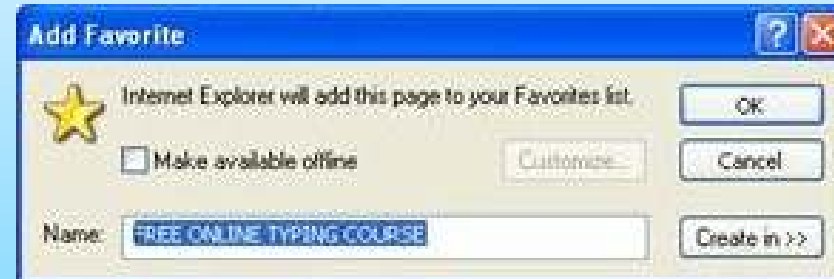 Add Favorite
Internet Explorer will add this page to your Favorites list.
OK
Make available offline
Customize...
Cancel
Name:
FREE ONLINE TYPING COURSE
Create in >>